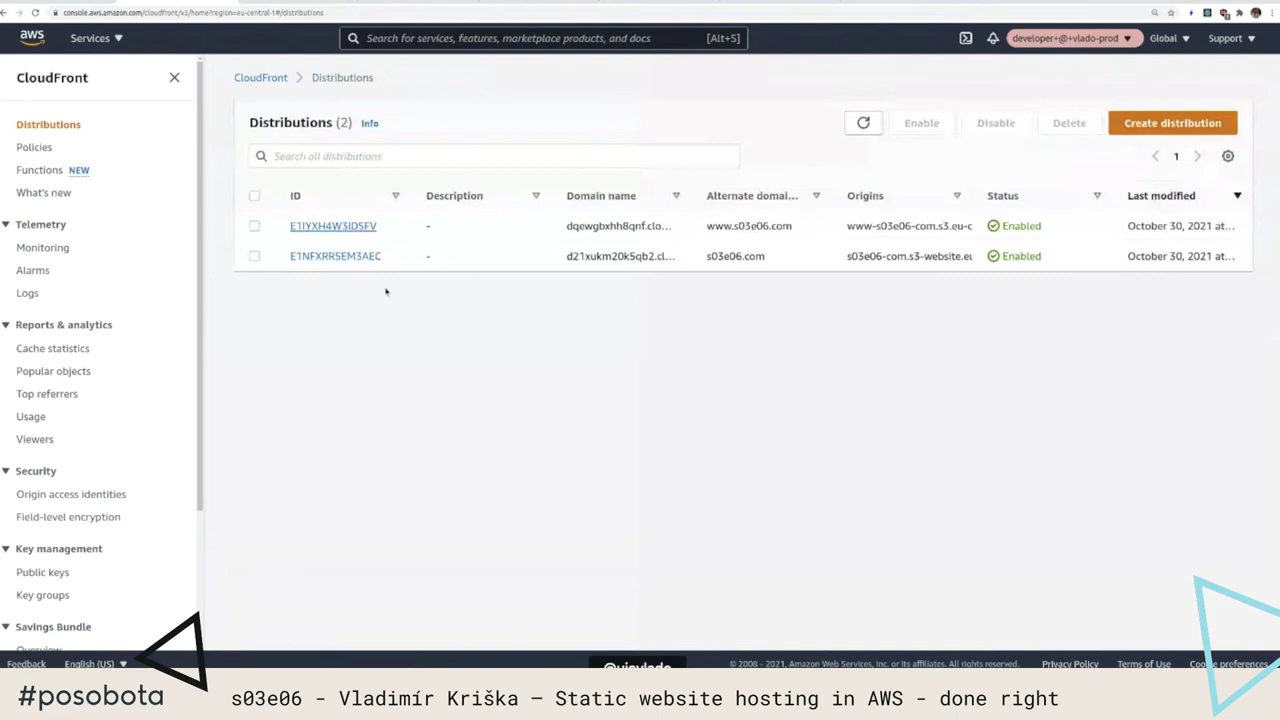 console.aws.amazon.com/cloudfront/v3/home?region=eu-central-1#/distributions
aws
Services
Search for services, features, marketplace products, and docs
[Alt+S]
developer+@+vlado-prod
Global
Support
CloudFront
CloudFront
Distributions
Distributions
Policies
Functions NEW
What's new
Telemetry
Monitoring
Alarms
Logs
Reports & analytics
Cache statistics
Popular objects
Top referrers
Usage
Viewers
Security
Origin access identities
Field-level encryption
Key management
Public keys
Key groups
Savings Bundle
Overview
Distributions (2) Info
Enable
Disable
Delete
Create distribution
Search all distributions
1
ID
Description
Domain name
Alternate domai...
Origins
Status
Last modified
E1IYXH4W3IDSFV
-
dqewgbxhh8qnf.clo...
www.s03e06.com
www-s03e06-com.s3.eu-c
Enabled
October 30, 2021 at...
E1NFXRR5EM3AEC
-
d21xukm20k5qb2.cl...
s03e06.com
s03e06-com.s3-website.eu
Enabled
October 30, 2021 at...
Feedback
English (US)
© 2008 - 2021, Amazon Web Services, Inc. or its affiliates. All rights reserved.
Privacy Policy
Terms of Use
Cookie preferences
#posobota
s03e06 - Vladimír Kriška – Static website hosting in AWS - done right